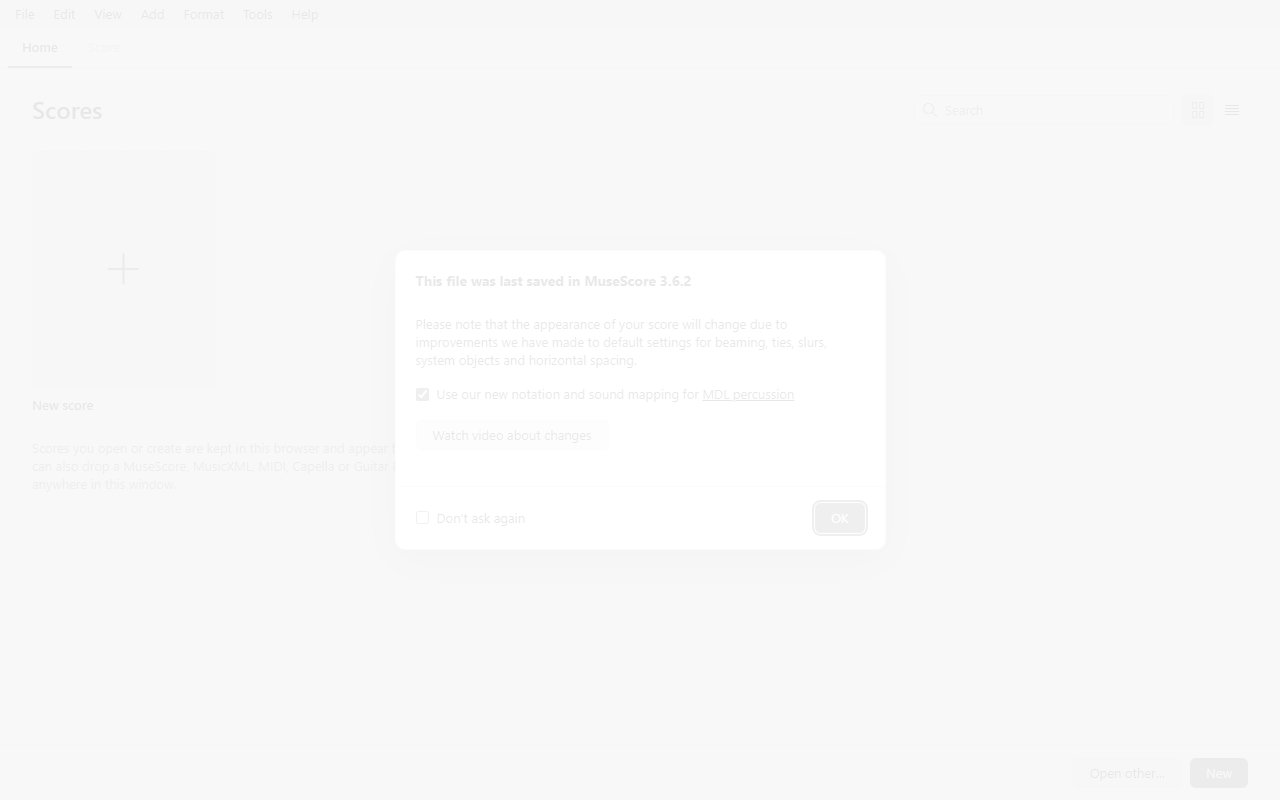 File Edit View Add Format Tools Help
Home Score
Scores
Search
New score
Scores you open or create are kept in this browser and appear
can also drop a MuseScore, MusicXML, MIDI, Capella or Guitar
anywhere in this window.
This file was last saved in MuseScore 3.6.2
Please note that the appearance of your score will change due to
improvements we have made to default settings for beaming, ties, slurs,
system objects and horizontal spacing.
Use our new notation and sound mapping for MDL percussion
Watch video about changes
Don't ask again
OK
Open other...
New